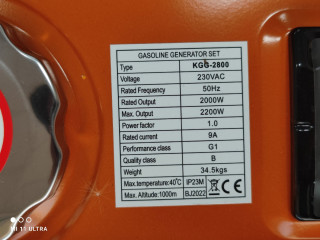 GASOLINE GENERATOR SET
Type KGG-2800
Voltage 230VAC
Rated Frequency 50Hz
Rated Output 2000W
Max. Output 2200W
Power factor 1.0
Rated current 9A
Performance class G1
Quality class B
Weight 34.5kgs
Max.temperature:40°C IP23M
Max. Altitude:1000m BJ2022 CE
MI 11 ULTRA